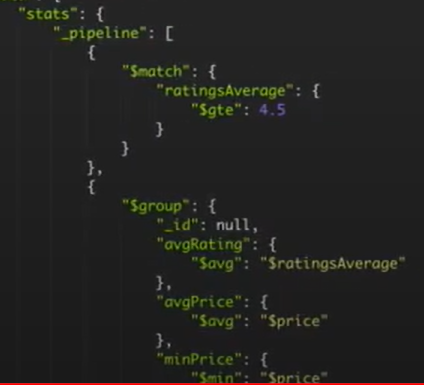 "stats": {
"_pipeline": [
{
"$match": {
"ratingsAverage": {
"$gte": 4.5
}
}
},
{
"$group": {
"_id": null,
"avgRating": {
"$avg": "$ratingsAverage"
},
"avgPrice": {
"$avg": "$price"
},
"minPrice": {
"$min": "$price"